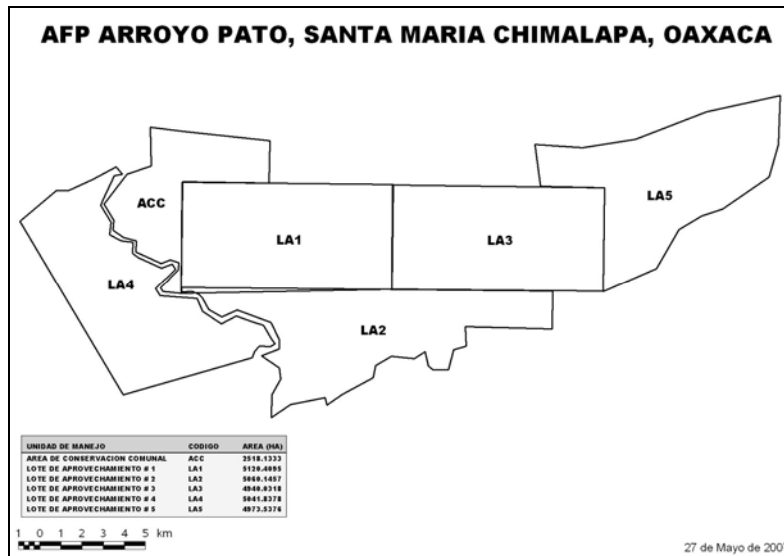 AFP ARROYO PATO, SANTA MARIA CHIMALAPA, OAXACA
ACC
LA5
LA1
LA3
LA4
LA2
UNIDAD DE MANEJO CODIGO AREA (HA)
AREA DE CONSERVACION COMUNAL ACC 2518.1333
LOTE DE APROVECHAMIENTO # 1 LA1 5120.4095
LOTE DE APROVECHAMIENTO # 2 LA2 5060.1457
LOTE DE APROVECHAMIENTO # 3 LA3 4940.0318
LOTE DE APROVECHAMIENTO # 4 LA4 5041.8378
LOTE DE APROVECHAMIENTO # 5 LA5 4973.5376
1 0 1 2 3 4 5 km
27 de Mayo de 200